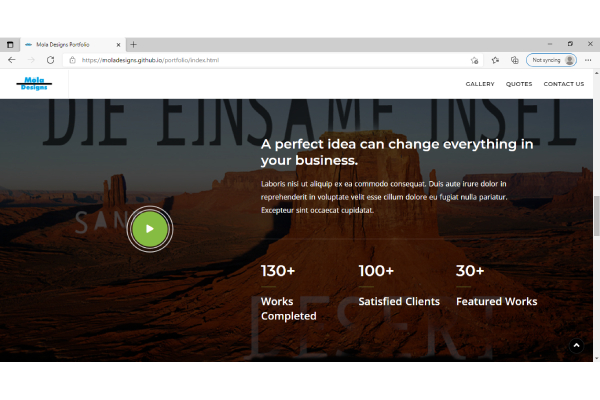 Mola Designs Portfolio
https://moladesigns.github.io/portfolio/index.html
Not syncing
Mola
Designs
GALLERY QUOTES CONTACT US
DIE EINSAME INSEL
A perfect idea can change everything in
your business.
Laboris nisi ut aliquip ex ea commodo consequat. Duis aute irure dolor in
reprehenderit in voluptate velit esse cillum dolore eu fugiat nulla pariatur.
Excepteur sint occaecat cupidatat.
SAN
130+ 100+ 30+
Works
Completed
Satisfied Clients Featured Works
DESERT